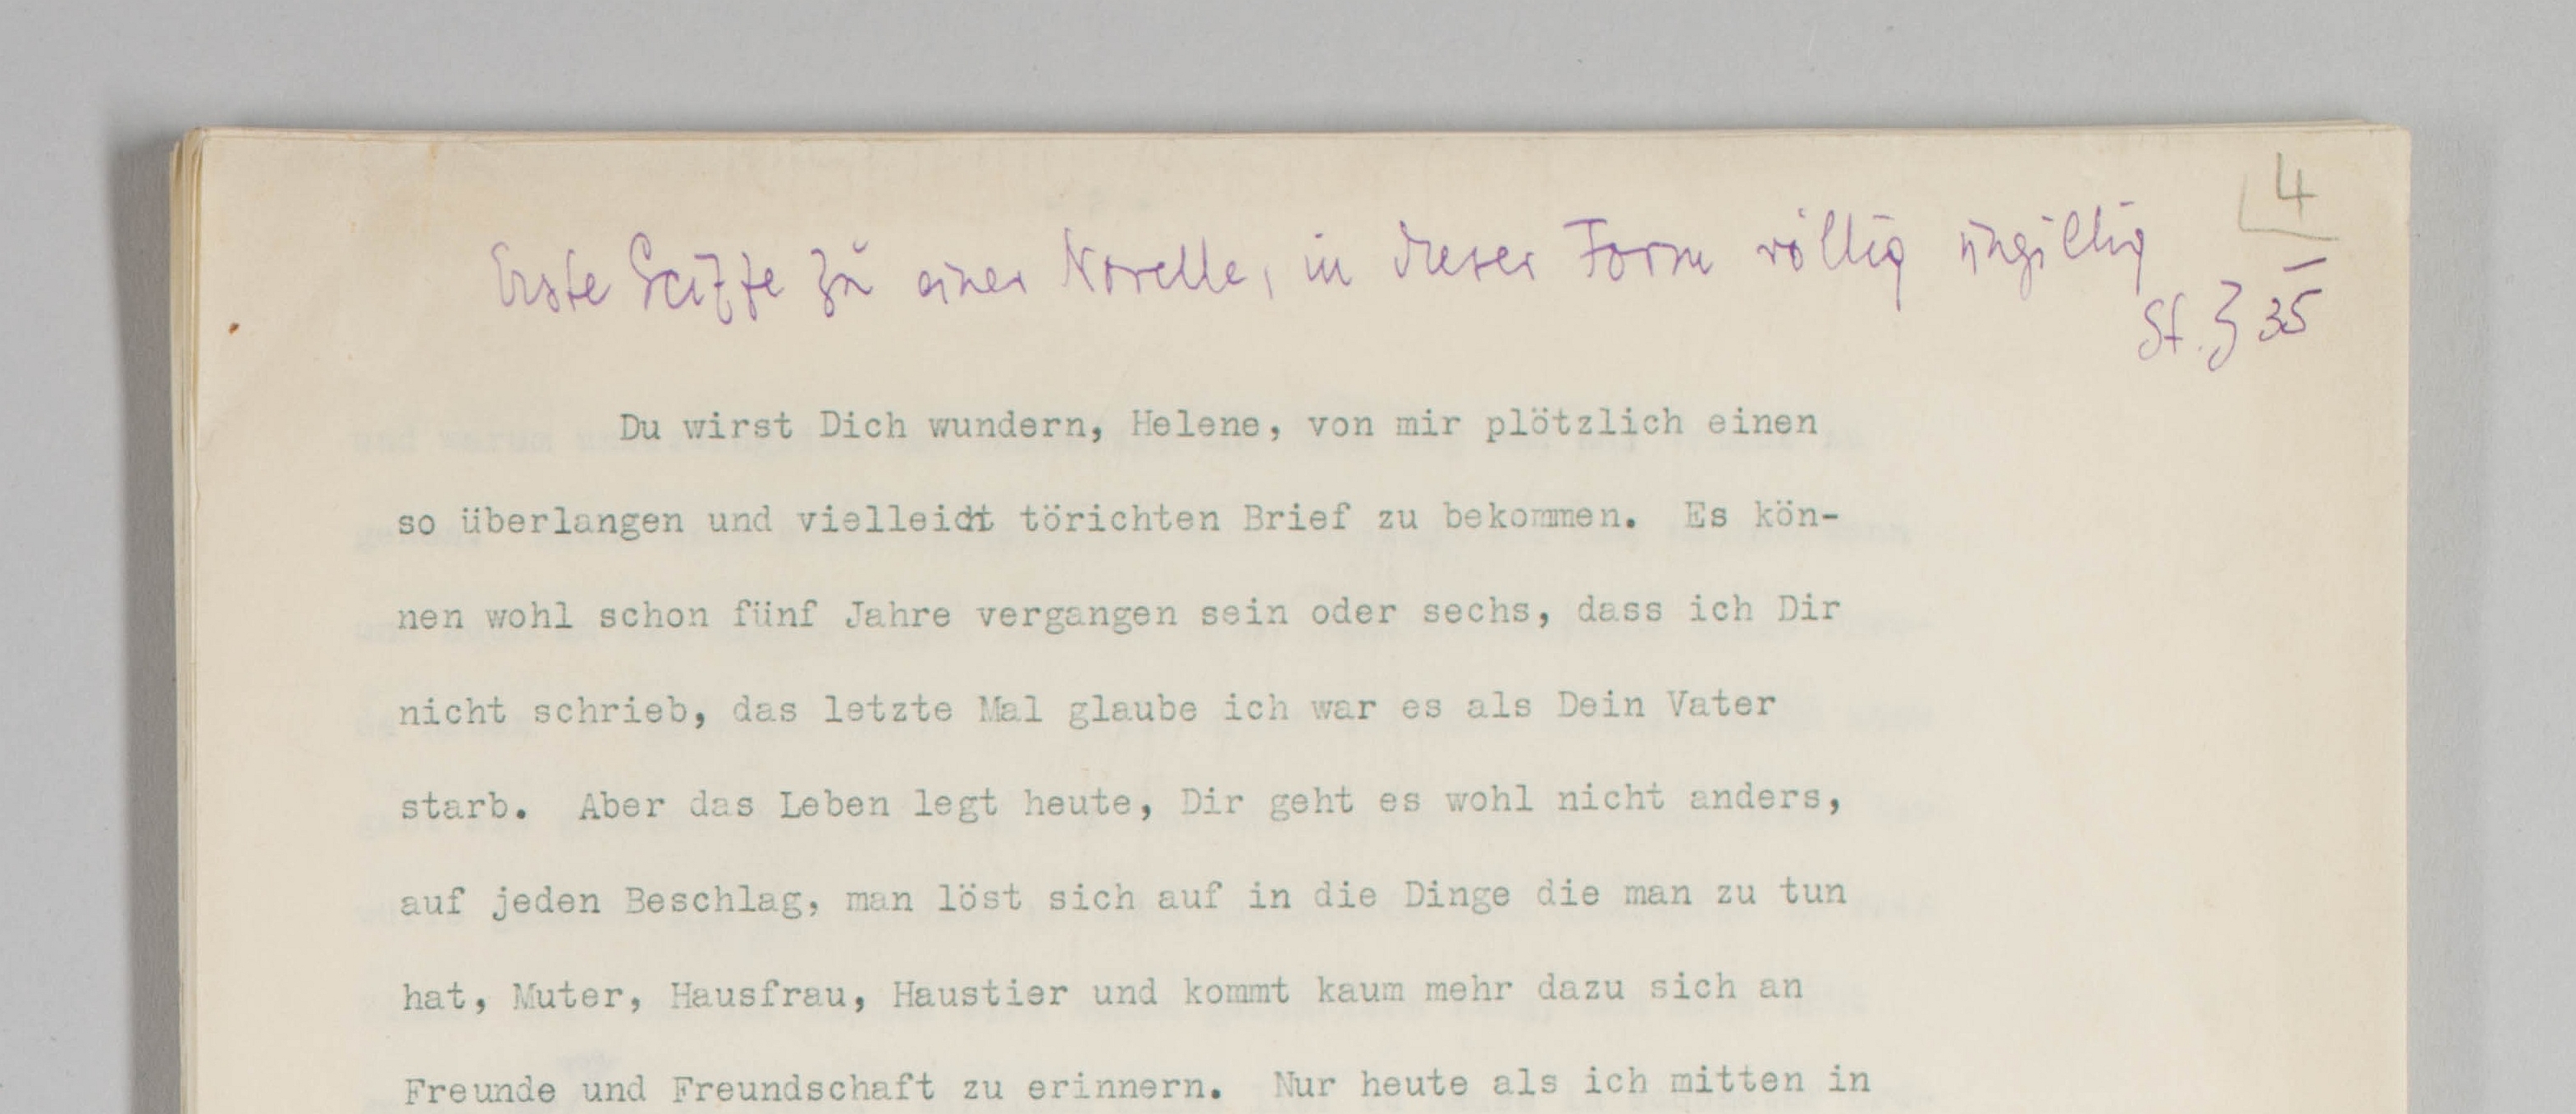 4
Erste Scizze zu einer Novelle, in dieser Form völlig ungiltig
St. Z 35
Du wirst Dich wundern, Helene, von mir plötzlich einen
so überlangen und vielleidt törichten Brief zu bekommen. Es kön-
nen wohl schon fünf Jahre vergangen sein oder sechs, dass ich Dir
nicht schrieb, das letzte Mal glaube ich war es als Dein Vater
starb. Aber das Leben legt heute, Dir geht es wohl nicht anders,
auf jeden Beschlag, man löst sich auf in die Dinge die man zu tun
hat, Muter, Hausfrau, Haustier und kommt kaum mehr dazu sich an
Freunde und Freundschaft zu erinnern. Nur heute als ich mitten in